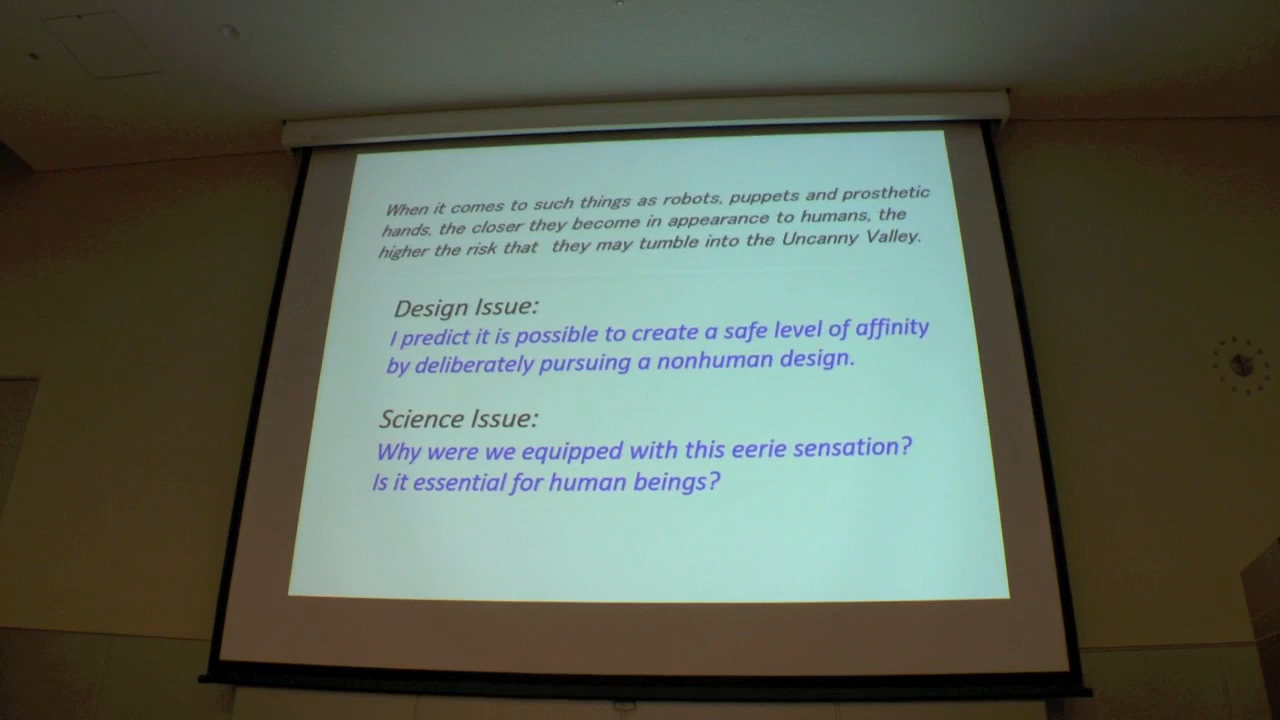 When it comes to such things as robots, puppets and prosthetic
hands, the closer they become in appearance to humans, the
higher the risk that they may tumble into the Uncanny Valley.
Design Issue:
I predict it is possible to create a safe level of affinity
by deliberately pursuing a nonhuman design.
Science Issue:
Why were we equipped with this eerie sensation?
Is it essential for human beings?